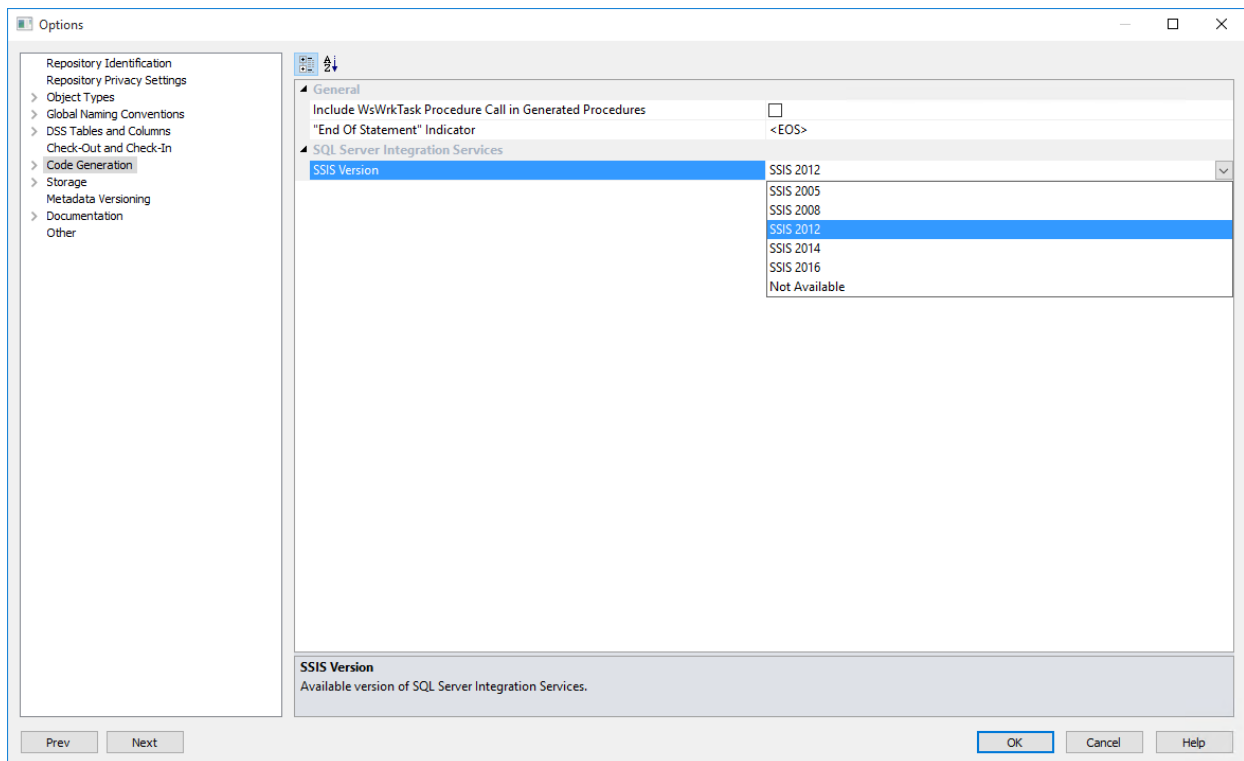 Options
Repository Identification
Repository Privacy Settings
Object Types
Global Naming Conventions
DSS Tables and Columns
Check-Out and Check-In
Code Generation
Storage
Metadata Versioning
Documentation
Other
General
Include WsWrkTask Procedure Call in Generated Procedures
"End Of Statement" Indicator <EOS>
SQL Server Integration Services
SSIS Version SSIS 2012
SSIS 2005
SSIS 2008
SSIS 2012
SSIS 2014
SSIS 2016
Not Available
SSIS Version
Available version of SQL Server Integration Services.
Prev Next OK Cancel Help